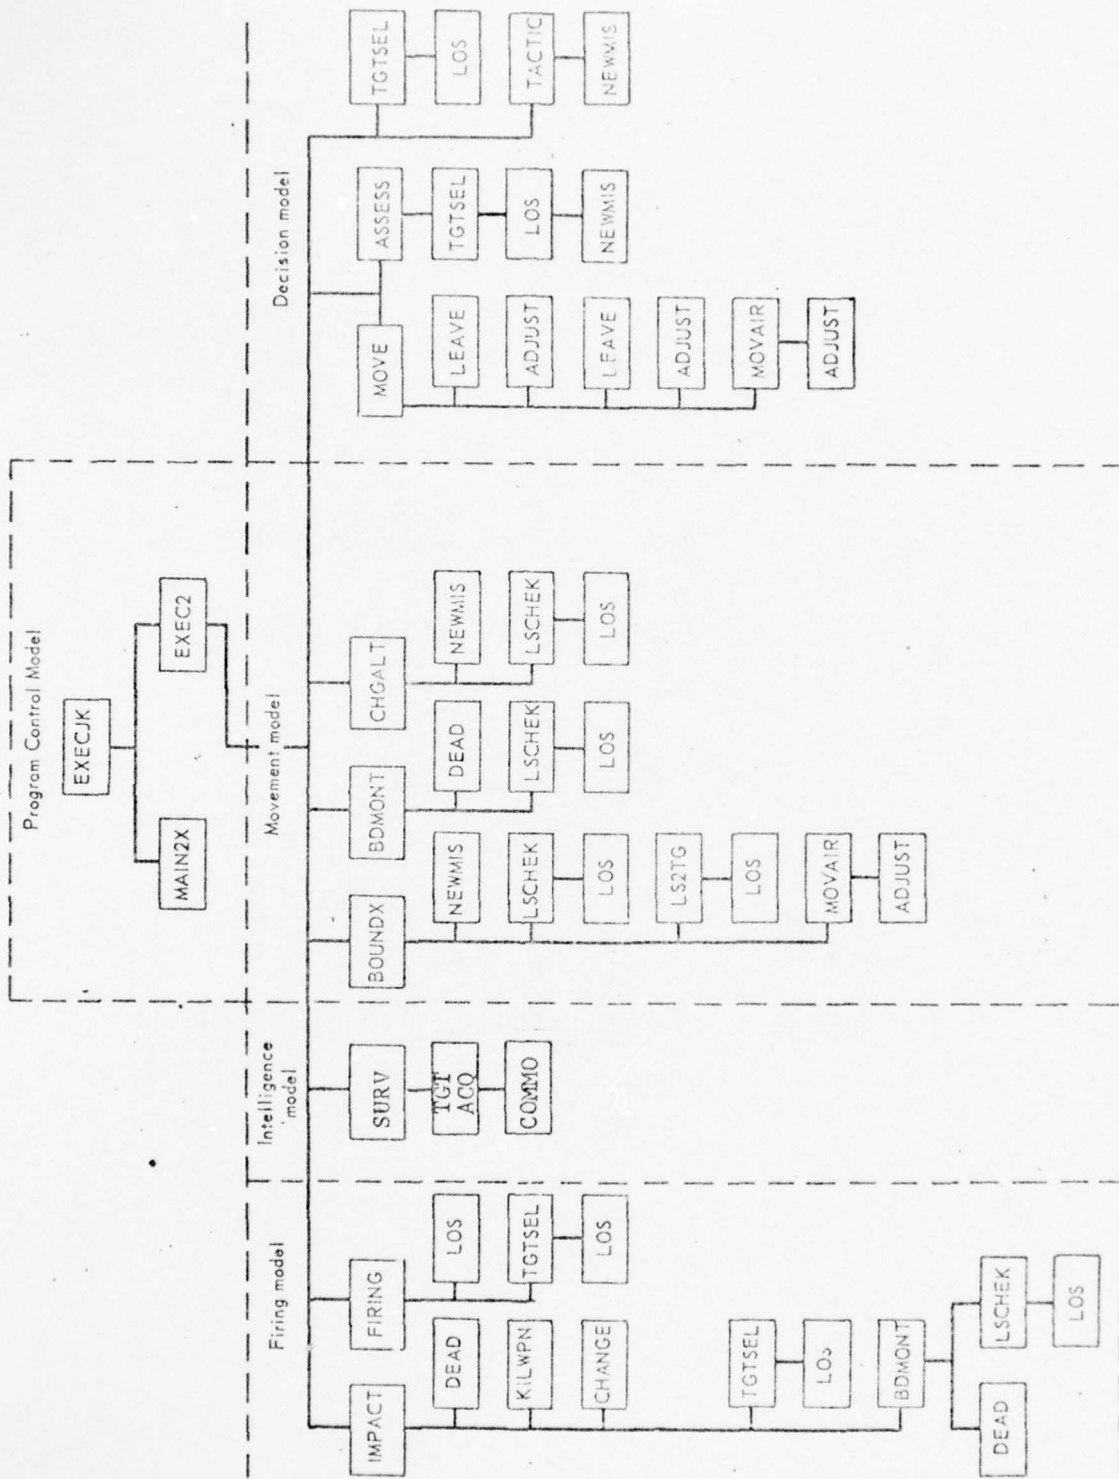 Program Control Model
EXECJK
MAIN2X
EXEC2
Firing model
Intelligence model
Movement model
Decision model
IMPACT
DEAD
KILWPN
CHANGE
TGTSEL
LOS
BDMONT
DEAD
LSCHEK
LOS
FIRING
LOS
TGTSEL
LOS
SURV
TGT
ACQ
COMMO
BOUNDX
NEWMIS
LSCHEK
LOS
LS2TG
LOS
MOVAIR
ADJUST
BDMONT
DEAD
LSCHEK
LOS
CHGALT
NEWMIS
LSCHEK
LOS
MOVE
LEAVE
ADJUST
LEAVE
ADJUST
MOVAIR
ADJUST
ASSESS
TGTSEL
LOS
NEWMIS
TGTSEL
LOS
TACTIC
NEWMIS